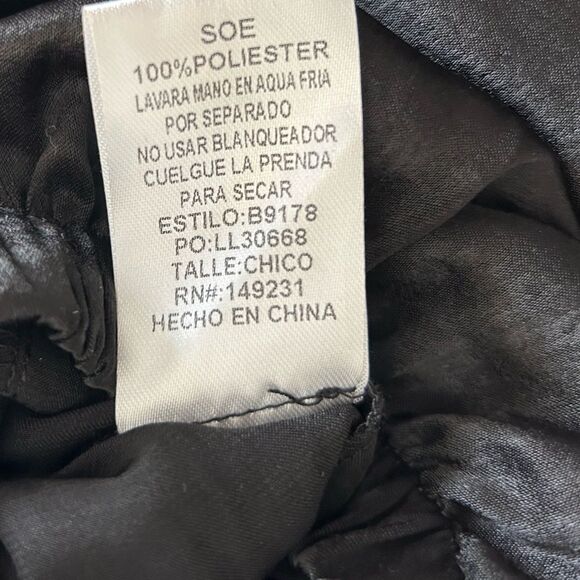 SOE
100%POLIESTER
LAVARA MANO EN AQUA FRIA
POR SEPARADO
NO USAR BLANQUEADOR
CUELGUE LA PRENDA
PARA SECAR
ESTILO:B9178
PO:LL30668
TALLE:CHICO
RN#:149231
HECHO EN CHINA